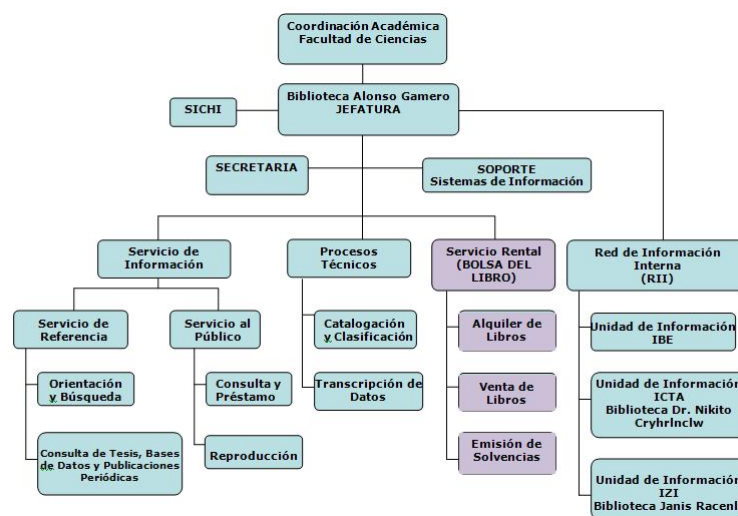 Coordinación Académica
Facultad de Ciencias
Biblioteca Alonso Gamero
JEFATURA
SICHI
SECRETARIA
SOPORTE
Sistemas de Información
Servicio de
Información
Procesos
Técnicos
Servicio Rental
(BOLSA DEL
LIBRO)
Red de Información
Interna
(RII)
Servicio de
Referencia
Servicio al
Público
Catalogación
y Clasificación
Alquiler de
Libros
Unidad de Información
IBE
Orientación
y Búsqueda
Consulta y
Préstamo
Transcripción de
Datos
Venta de
Libros
Unidad de Información
ICTA
Biblioteca Dr. Nikito
Cryhrlnclw
Consulta de Tesis, Bases
de Datos y Publicaciones
Periódicas
Reproducción
Emisión de
Solvencias
Unidad de Información
IZI
Biblioteca Janis Racenl